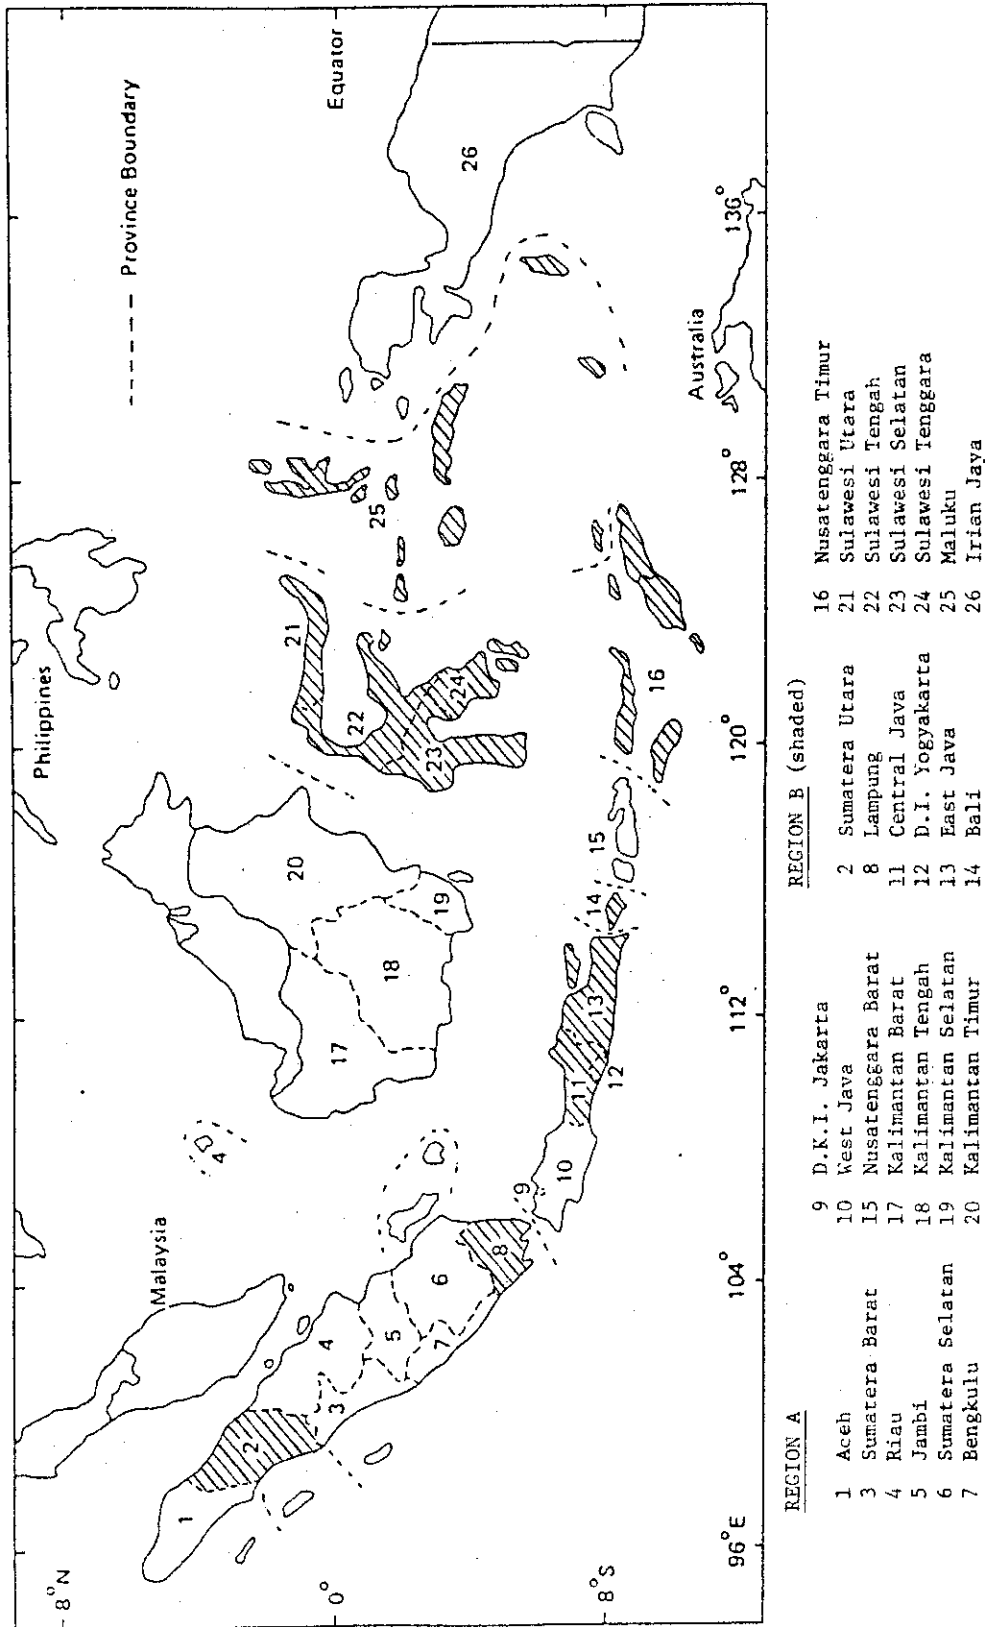 Philippines
Malaysia
----- Province Boundary
Equator
Australia
8°N
0°
8°S
96°E
104°
112°
120°
128°
136°
1
2
3
4
4
5
6
7
8
9
10
11
12
13
14
15
16
17
18
19
20
21
22
23
24
25
26
REGION A
1 Aceh
3 Sumatera Barat
4 Riau
5 Jambi
6 Sumatera Selatan
7 Bengkulu
9 D.K.I. Jakarta
10 West Java
15 Nusatenggara Barat
17 Kalimantan Barat
18 Kalimantan Tengah
19 Kalimantan Selatan
20 Kalimantan Timur
REGION B (shaded)
2 Sumatera Utara
8 Lampung
11 Central Java
12 D.I. Yogyakarta
13 East Java
14 Bali
16 Nusatenggara Timur
21 Sulawesi Utara
22 Sulawesi Tengah
23 Sulawesi Selatan
24 Sulawesi Tenggara
25 Maluku
26 Irian Jaya